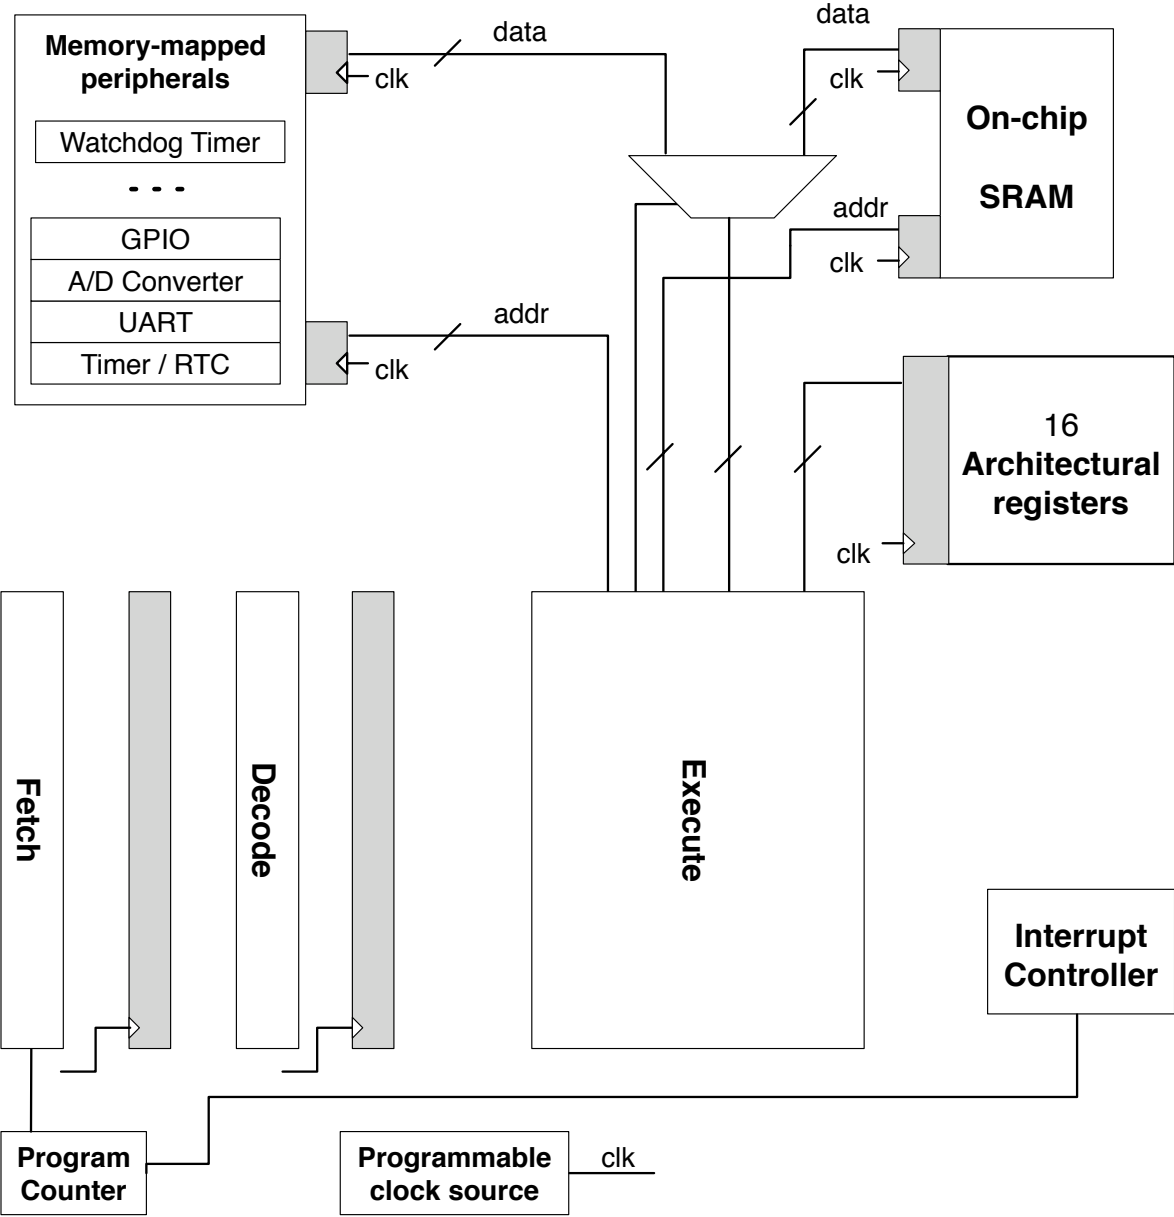 Memory-mapped
peripherals
Watchdog Timer
- - -
GPIO
A/D Converter
UART
Timer / RTC
data
clk
addr
clk
data
clk
addr
clk
On-chip
SRAM
16
Architectural
registers
clk
Fetch
Decode
Execute
Interrupt
Controller
Program
Counter
Programmable
clock source
clk